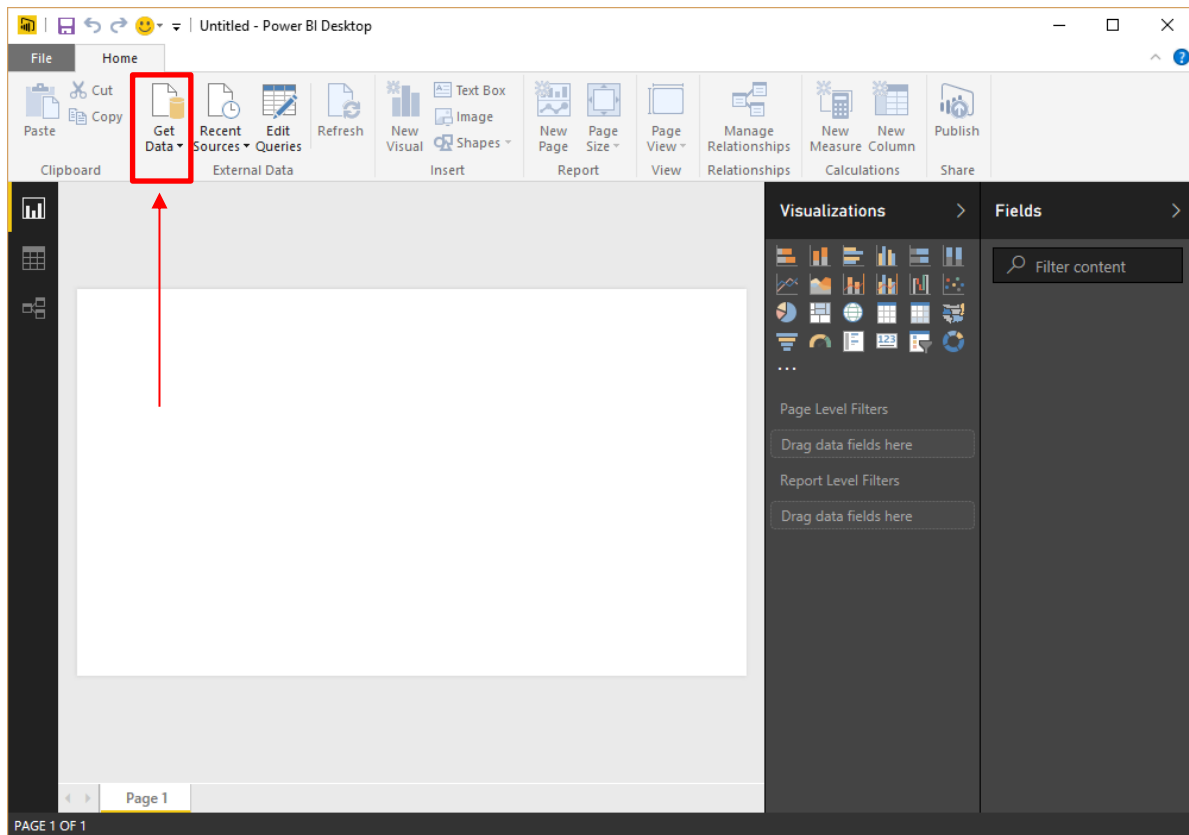 Untitled - Power BI Desktop
File Home
Paste
Cut
Copy
Clipboard
Get
Data
Recent
Sources
Edit
Queries
Refresh
External Data
New
Visual
Text Box
Image
Shapes
Insert
New
Page
Page
Size
Report
Page
View
View
Manage
Relationships
Relationships
New
Measure
New
Column
Calculations
Publish
Share
Visualizations
Fields
Filter content
123
...
Page Level Filters
Drag data fields here
Report Level Filters
Drag data fields here
Page 1
PAGE 1 OF 1